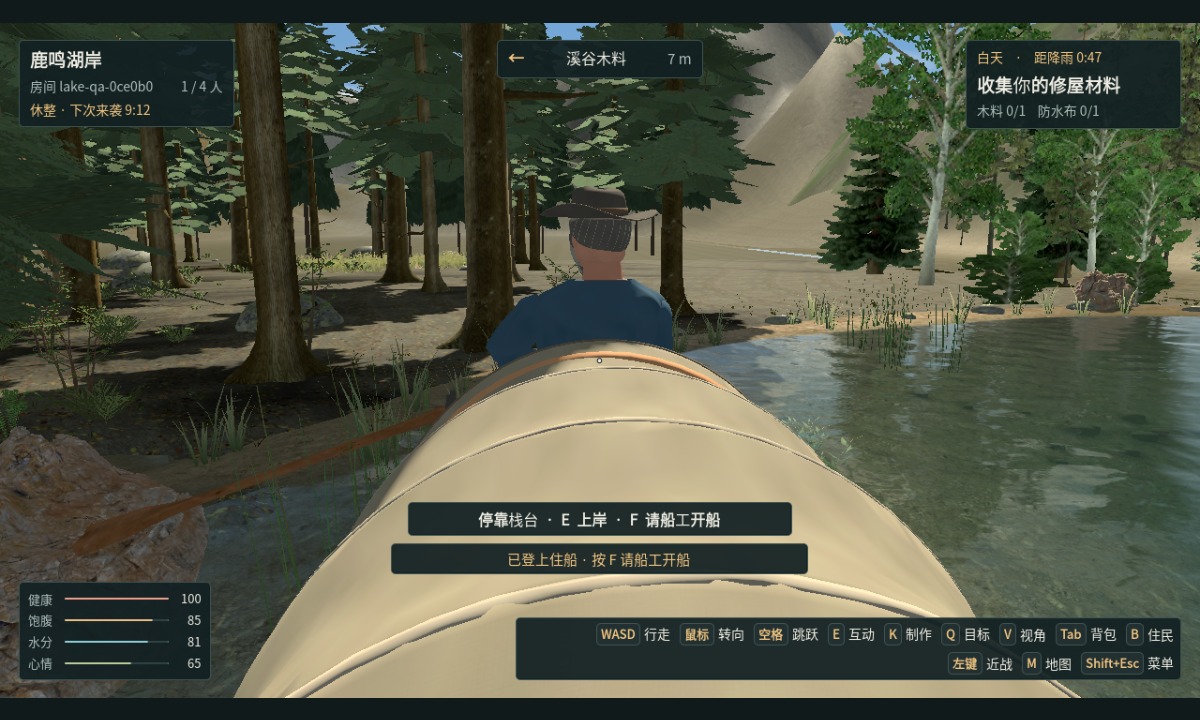 鹿鸣湖岸
房间 lake-qa-0ce0b0 1 / 4 人
休整 · 下次来袭 9:12
← 溪谷木料 7 m
白天 · 距降雨 0:47
收集你的修屋材料
木料 0/1 防水布 0/1
停靠栈台 · E 上岸 · F 请船工开船
已登上住船 · 按 F 请船工开船
健康 100
饱腹 85
水分 81
心情 65
WASD 行走 鼠标 转向 空格 跳跃 E 互动 K 制作 Q 目标 V 视角 Tab 背包 B 住民
左键 近战 M 地图 Shift+Esc 菜单